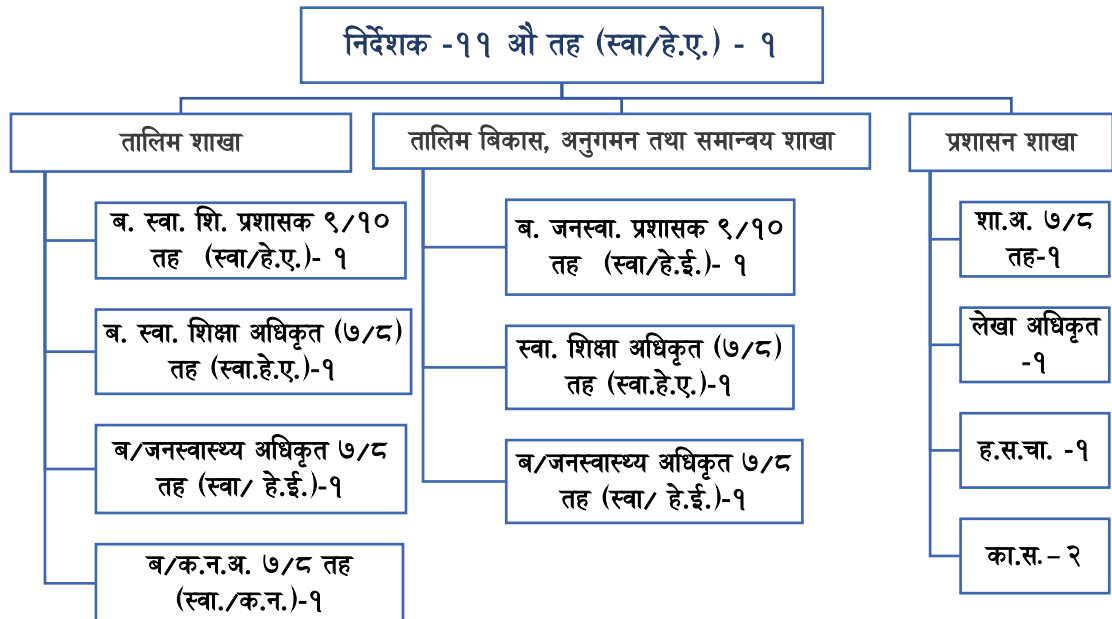 निर्देशक -११ औ तह (स्वा/हे.ए.) - १
तालिम शाखा
ब. स्वा. शि. प्रशासक ९/१०
तह (स्वा/हे.ए.)- १
ब. स्वा. शिक्षा अधिकृत (७/८)
तह (स्वा.हे.ए.)-१
ब/जनस्वास्थ्य अधिकृत ७/८
तह (स्वा/ हे.ई.)-१
ब/क.न.अ. ७/८ तह
(स्वा./क.न.)-१
तालिम बिकास, अनुगमन तथा समान्वय शाखा
ब. जनस्वा. प्रशासक ९/१०
तह (स्वा/हे.ई.)- १
स्वा. शिक्षा अधिकृत (७/८)
तह (स्वा.हे.ए.)-१
ब/जनस्वास्थ्य अधिकृत ७/८
तह (स्वा/ हे.ई.)-१
प्रशासन शाखा
शा.अ. ७/८
तह-१
लेखा अधिकृत
-१
ह.स.चा. -१
का.स.– २